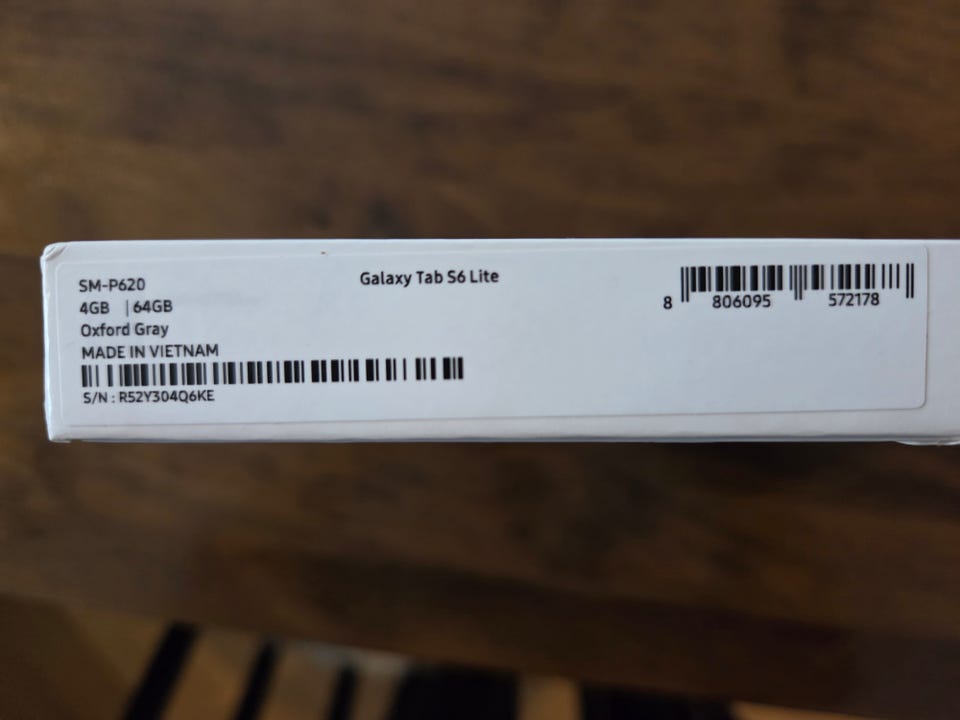 SM-P620
4GB | 64GB
Oxford Gray
MADE IN VIETNAM
S/N : R52Y304Q6KE
Galaxy Tab S6 Lite
8 806095 572178